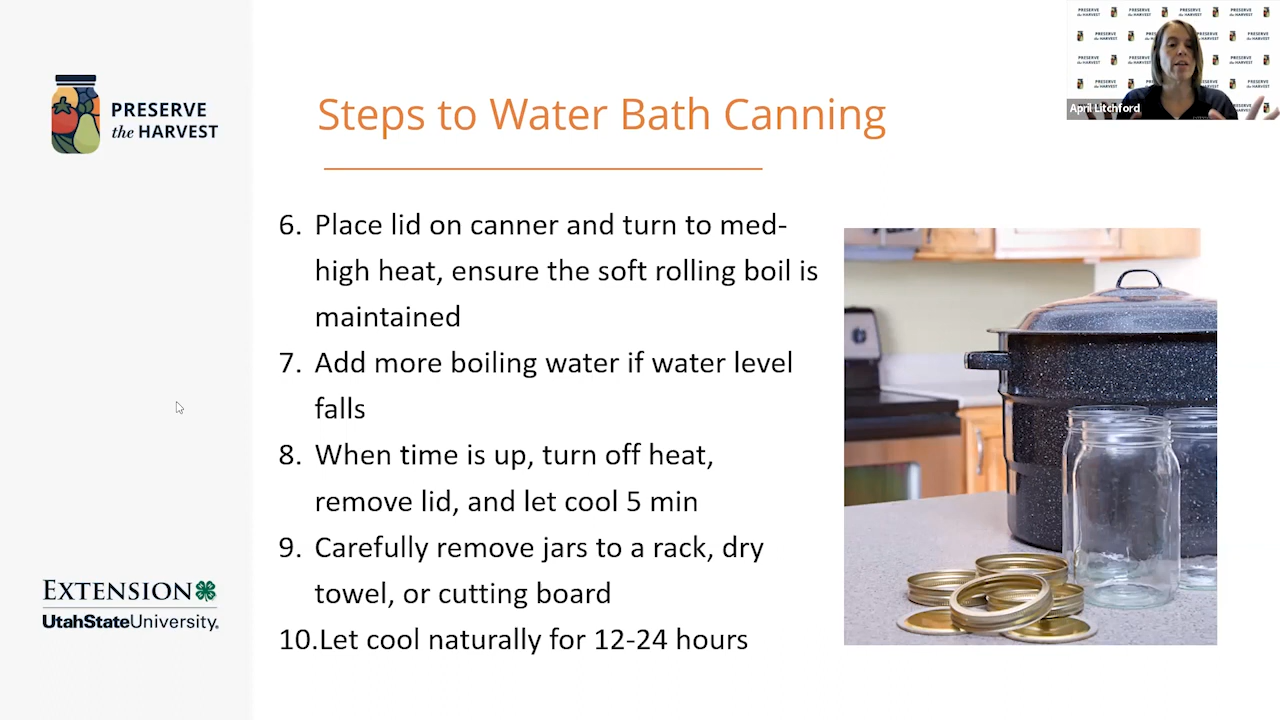 PRESERVE
the HARVEST
Steps to Water Bath Canning
6. Place lid on canner and turn to med-
high heat, ensure the soft rolling boil is
maintained
7. Add more boiling water if water level
falls
8. When time is up, turn off heat,
remove lid, and let cool 5 min
9. Carefully remove jars to a rack, dry
towel, or cutting board
10.Let cool naturally for 12-24 hours
EXTENSION
UtahStateUniversity.
April Litchford